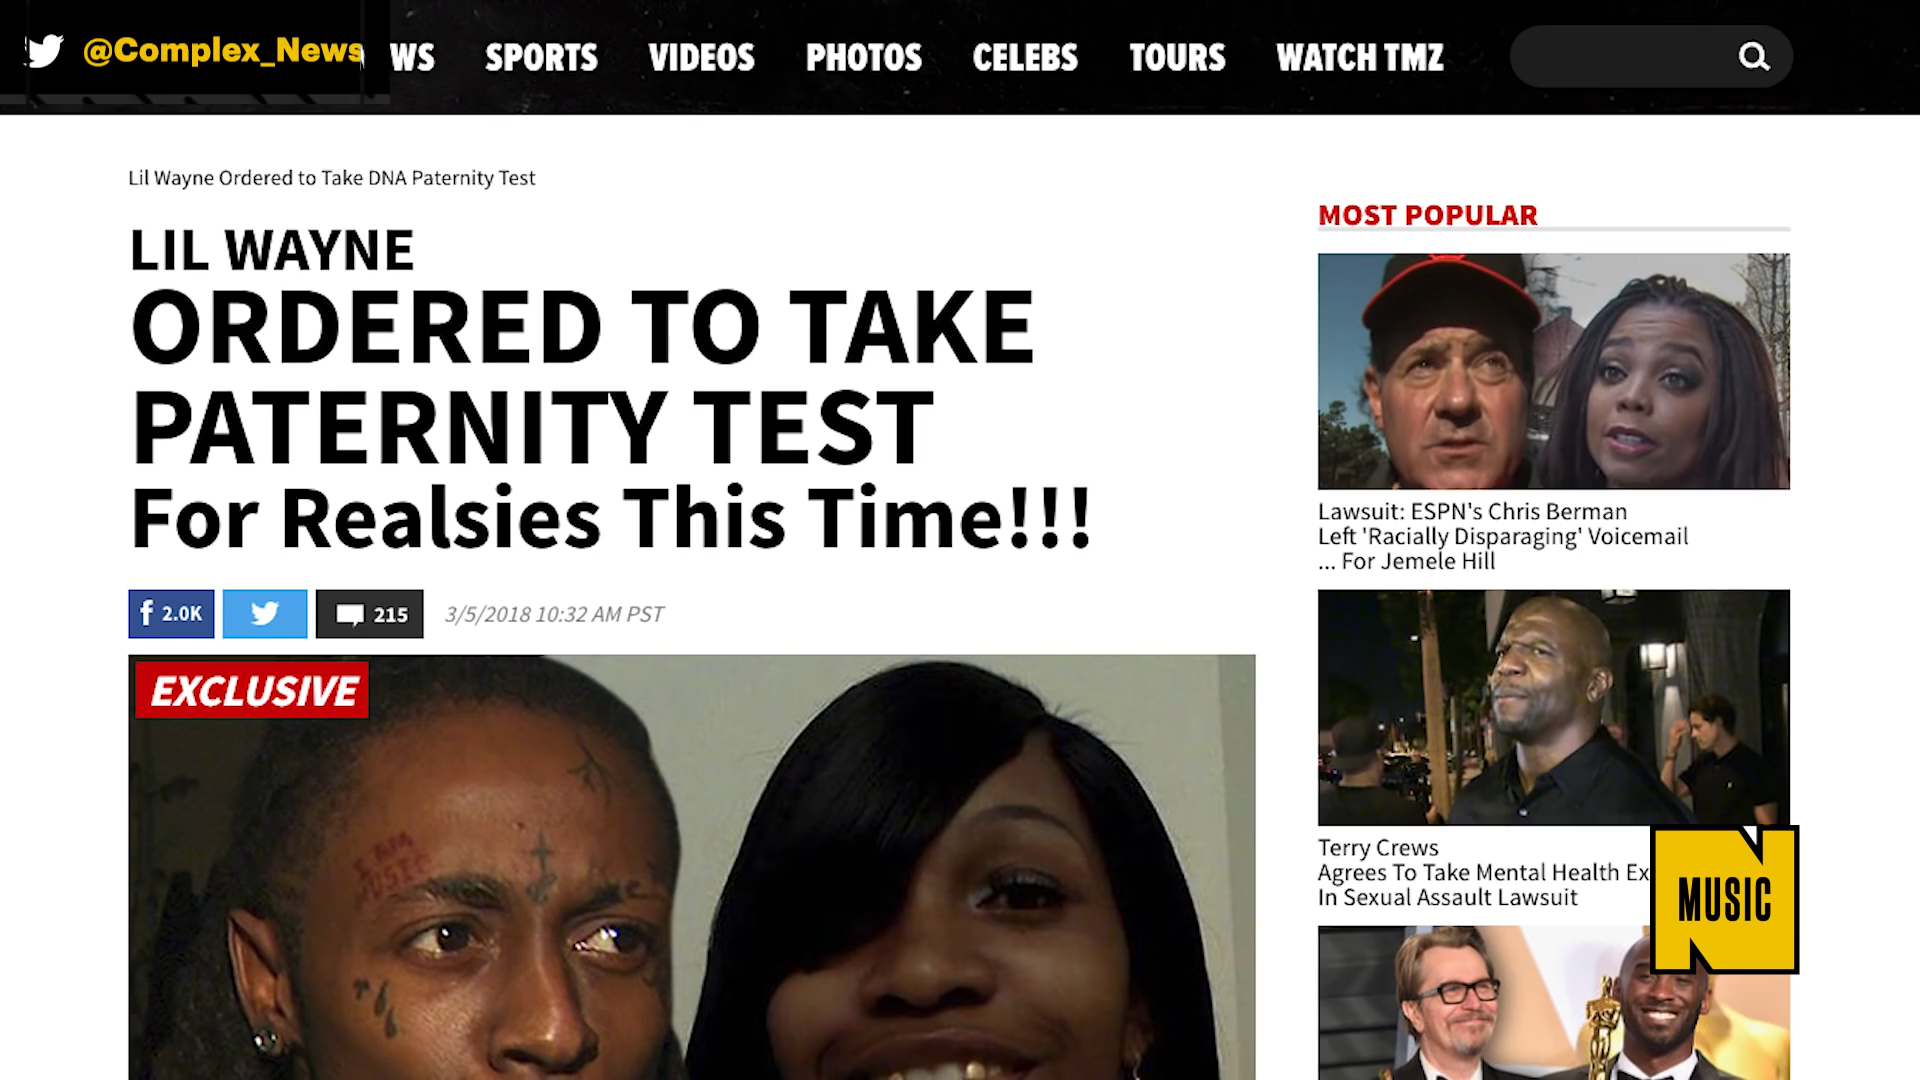 @Complex_News
WS SPORTS VIDEOS PHOTOS CELEBS TOURS WATCH TMZ
Lil Wayne Ordered to Take DNA Paternity Test
LIL WAYNE
ORDERED TO TAKE
PATERNITY TEST
For Realsies This Time!!!
2.0K 215 3/5/2018 10:32 AM PST
EXCLUSIVE
I AM
MUSIC
MOST POPULAR
Lawsuit: ESPN's Chris Berman
Left 'Racially Disparaging' Voicemail
... For Jemele Hill
Terry Crews
Agrees To Take Mental Health Ex
In Sexual Assault Lawsuit
MUSIC